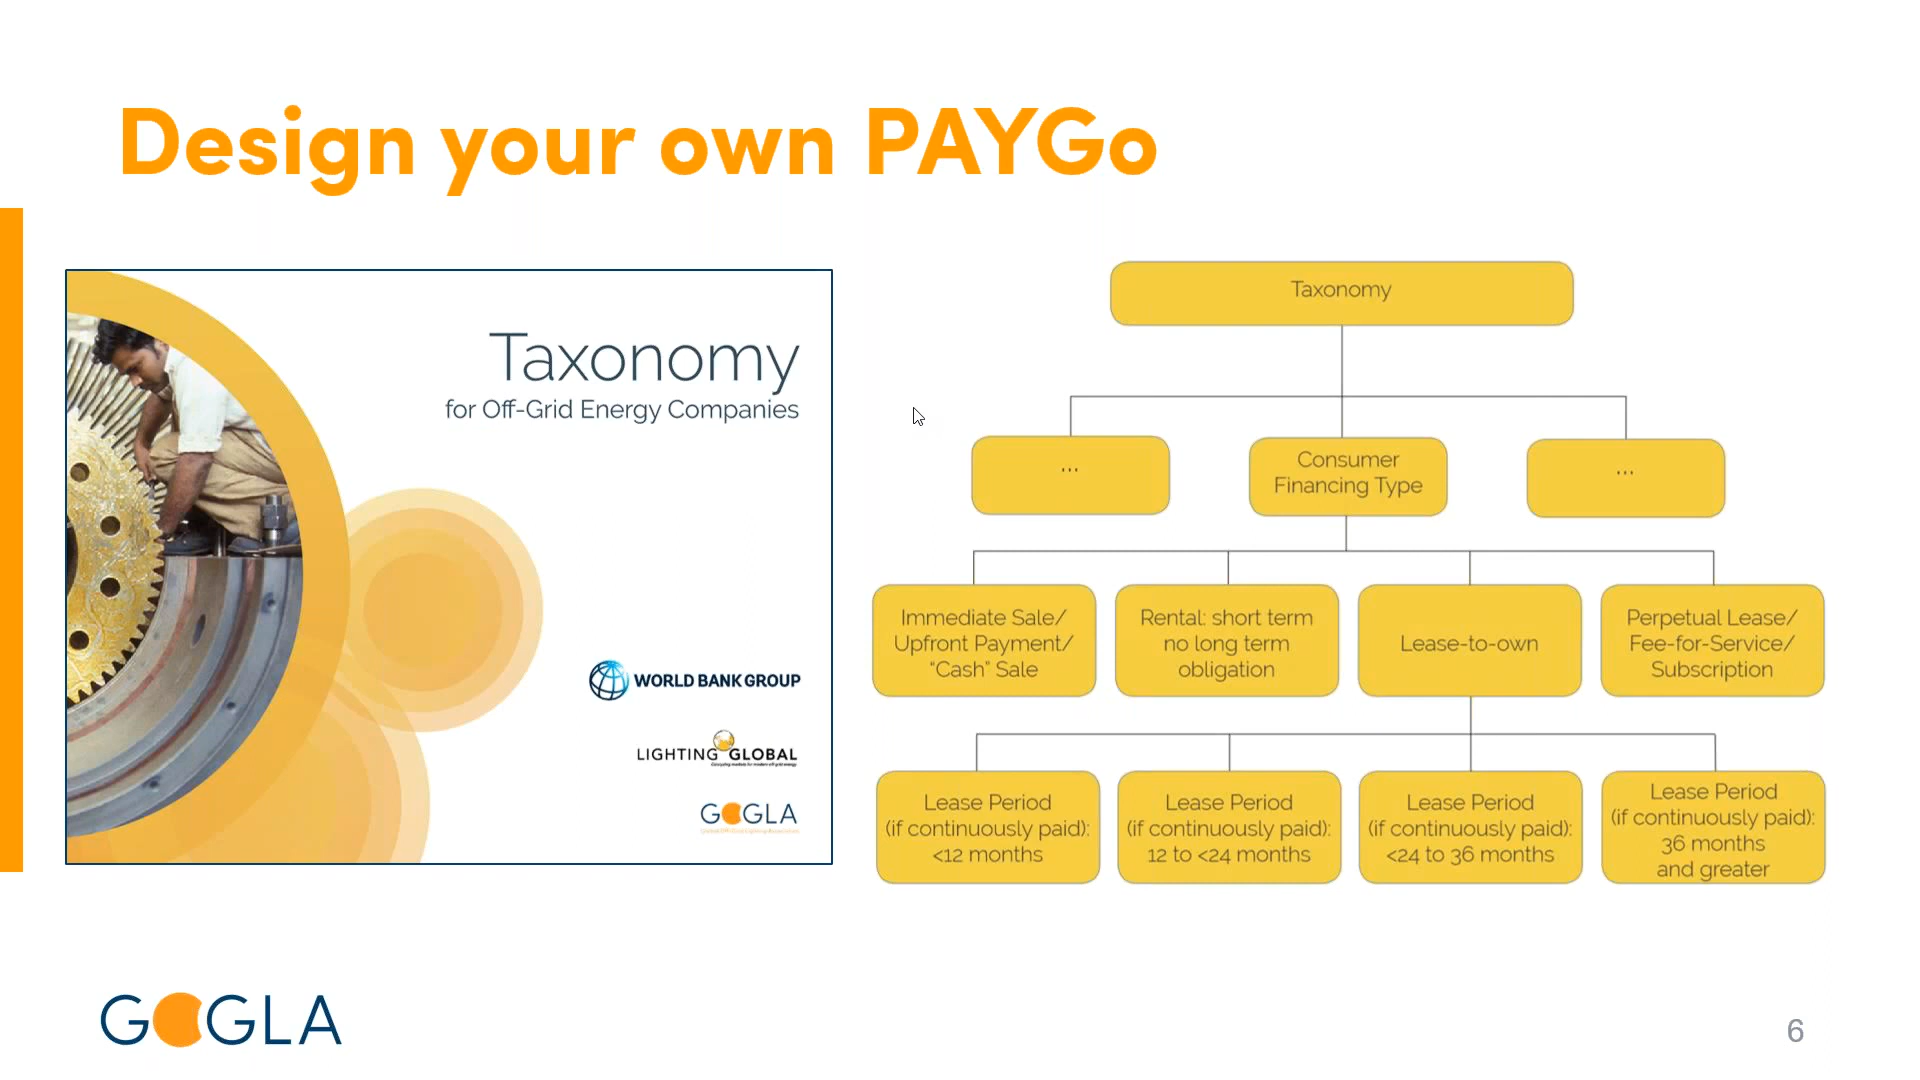 Design your own PAYGo
Taxonomy
for Off-Grid Energy Companies
WORLD BANK GROUP
LIGHTING GLOBAL
GOGLA
Taxonomy
...
Consumer
Financing Type
...
Immediate Sale/
Upfront Payment/
“Cash” Sale
Rental: short term
no long term
obligation
Lease-to-own
Perpetual Lease/
Fee-for-Service/
Subscription
Lease Period
(if continuously paid):
<12 months
Lease Period
(if continuously paid):
12 to <24 months
Lease Period
(if continuously paid):
<24 to 36 months
Lease Period
(if continuously paid):
36 months
and greater
GOGLA
6